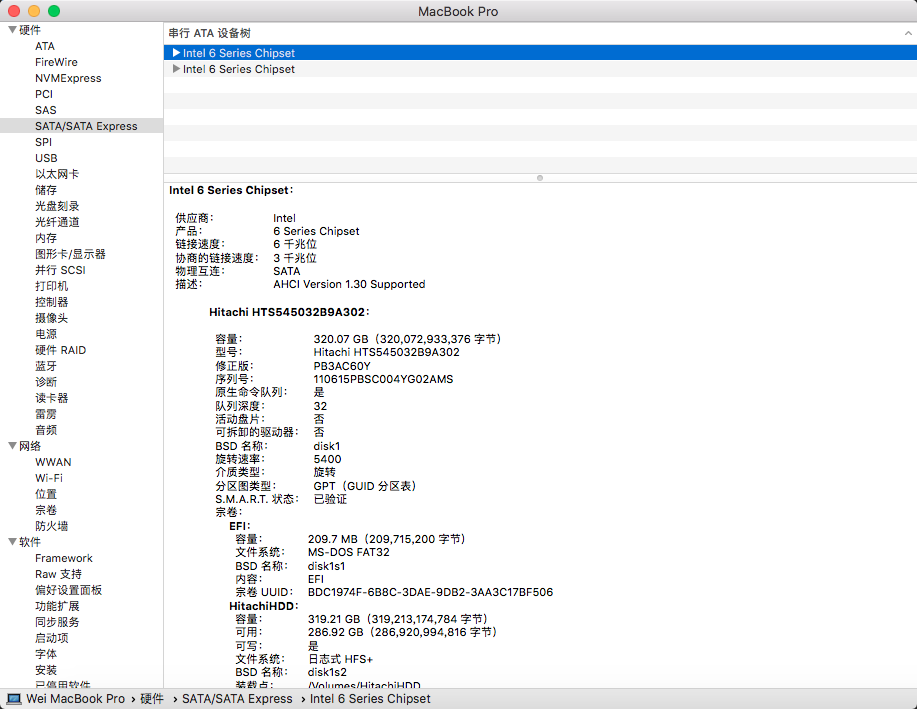 MacBook Pro
硬件
ATA
FireWire
NVMExpress
PCI
SAS
SATA/SATA Express
SPI
USB
以太网卡
储存
光盘刻录
光纤通道
内存
图形卡/显示器
并行 SCSI
打印机
控制器
摄像头
电源
硬件 RAID
蓝牙
诊断
读卡器
雷雳
音频
网络
WWAN
Wi-Fi
位置
宗卷
防火墙
软件
Framework
Raw 支持
偏好设置面板
功能扩展
同步服务
启动项
字体
安装
已停用软件
串行 ATA 设备树
Intel 6 Series Chipset
Intel 6 Series Chipset
Intel 6 Series Chipset：
供应商： Intel
产品： 6 Series Chipset
链接速度： 6 千兆位
协商的链接速度： 3 千兆位
物理互连： SATA
描述： AHCI Version 1.30 Supported
Hitachi HTS545032B9A302：
容量： 320.07 GB（320,072,933,376 字节）
型号： Hitachi HTS545032B9A302
修正版： PB3AC60Y
序列号： 110615PBSC004YG02AMS
原生命令队列： 是
队列深度： 32
活动盘片： 否
可拆卸的驱动器： 否
BSD 名称： disk1
旋转速率： 5400
介质类型： 旋转
分区图类型： GPT（GUID 分区表）
S.M.A.R.T. 状态： 已验证
宗卷：
EFI：
容量： 209.7 MB（209,715,200 字节）
文件系统： MS-DOS FAT32
BSD 名称： disk1s1
内容： EFI
宗卷 UUID： BDC1974F-6B8C-3DAE-9DB2-3AA3C17BF506
HitachiHDD：
容量： 319.21 GB（319,213,174,784 字节）
可用： 286.92 GB（286,920,994,816 字节）
可写： 是
文件系统： 日志式 HFS+
BSD 名称： disk1s2
装载点： /Volumes/HitachiHDD
Wei MacBook Pro › 硬件 › SATA/SATA Express › Intel 6 Series Chipset